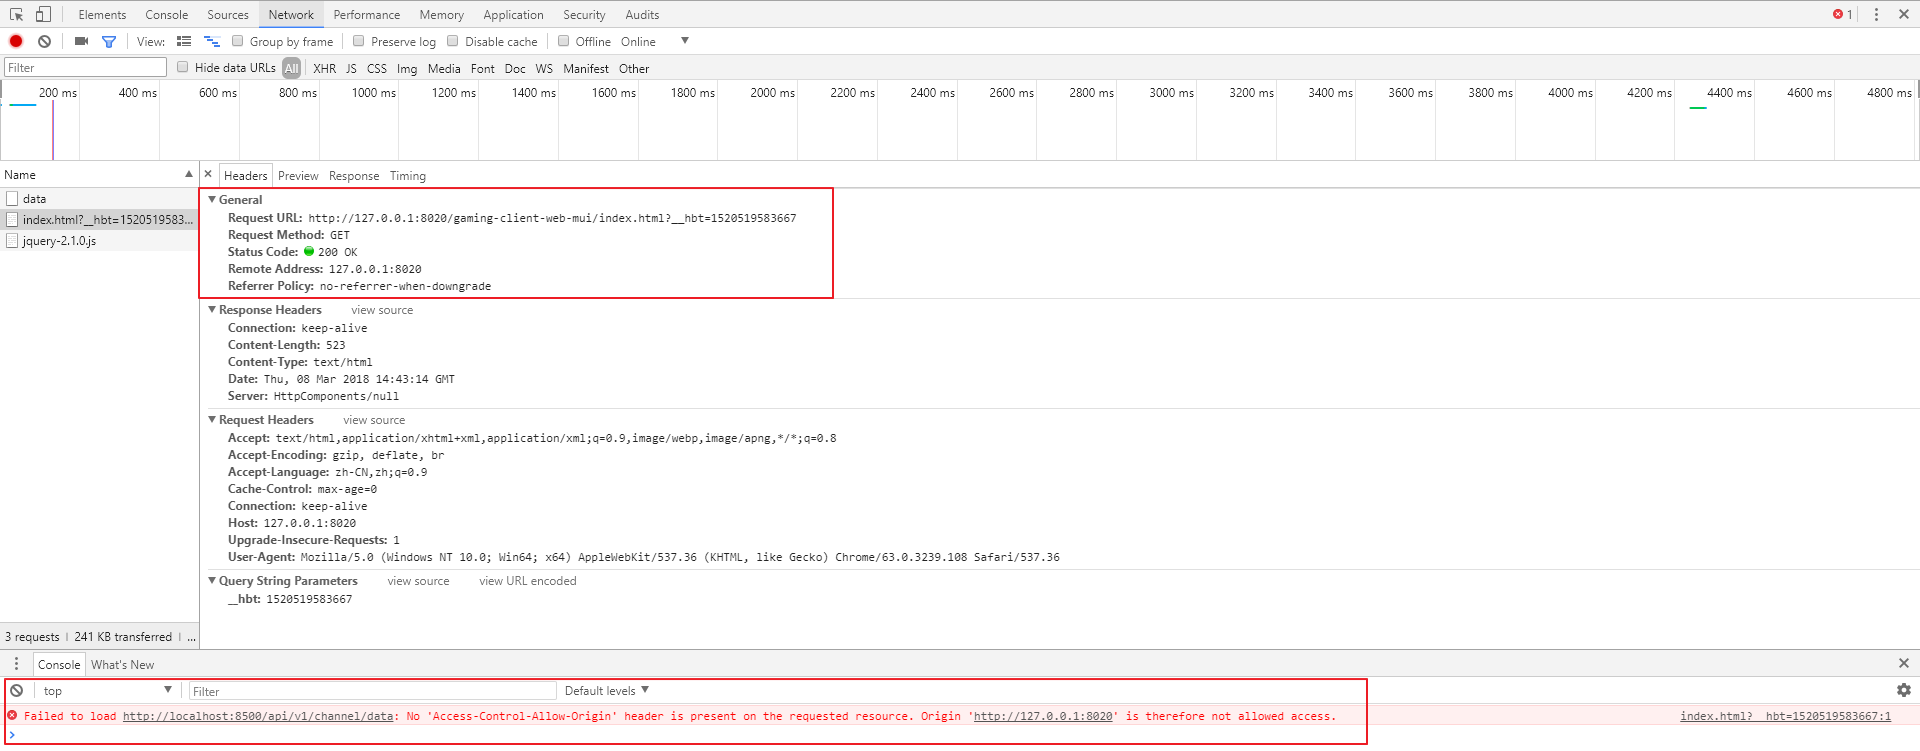 Elements Console Sources Network Performance Memory Application Security Audits 1
View: Group by frame Preserve log Disable cache Offline Online
Filter Hide data URLs All XHR JS CSS Img Media Font Doc WS Manifest Other
200 ms 400 ms 600 ms 800 ms 1000 ms 1200 ms 1400 ms 1600 ms 1800 ms 2000 ms 2200 ms 2400 ms 2600 ms 2800 ms 3000 ms 3200 ms 3400 ms 3600 ms 3800 ms 4000 ms 4200 ms 4400 ms 4600 ms 4800 ms
Name
data
index.html?__hbt=1520519583...
jquery-2.1.0.js
3 requests | 241 KB transferred | ...
Headers Preview Response Timing
General
Request URL: http://127.0.0.1:8020/gaming-client-web-mui/index.html?__hbt=1520519583667
Request Method: GET
Status Code: 200 OK
Remote Address: 127.0.0.1:8020
Referrer Policy: no-referrer-when-downgrade
Response Headers view source
Connection: keep-alive
Content-Length: 523
Content-Type: text/html
Date: Thu, 08 Mar 2018 14:43:14 GMT
Server: HttpComponents/null
Request Headers view source
Accept: text/html,application/xhtml+xml,application/xml;q=0.9,image/webp,image/apng,*/*;q=0.8
Accept-Encoding: gzip, deflate, br
Accept-Language: zh-CN,zh;q=0.9
Cache-Control: max-age=0
Connection: keep-alive
Host: 127.0.0.1:8020
Upgrade-Insecure-Requests: 1
User-Agent: Mozilla/5.0 (Windows NT 10.0; Win64; x64) AppleWebKit/537.36 (KHTML, like Gecko) Chrome/63.0.3239.108 Safari/537.36
Query String Parameters view source view URL encoded
__hbt: 1520519583667
Console What's New
top Filter Default levels
Failed to load http://localhost:8500/api/v1/channel/data: No 'Access-Control-Allow-Origin' header is present on the requested resource. Origin 'http://127.0.0.1:8020' is therefore not allowed access. index.html?__hbt=1520519583667:1